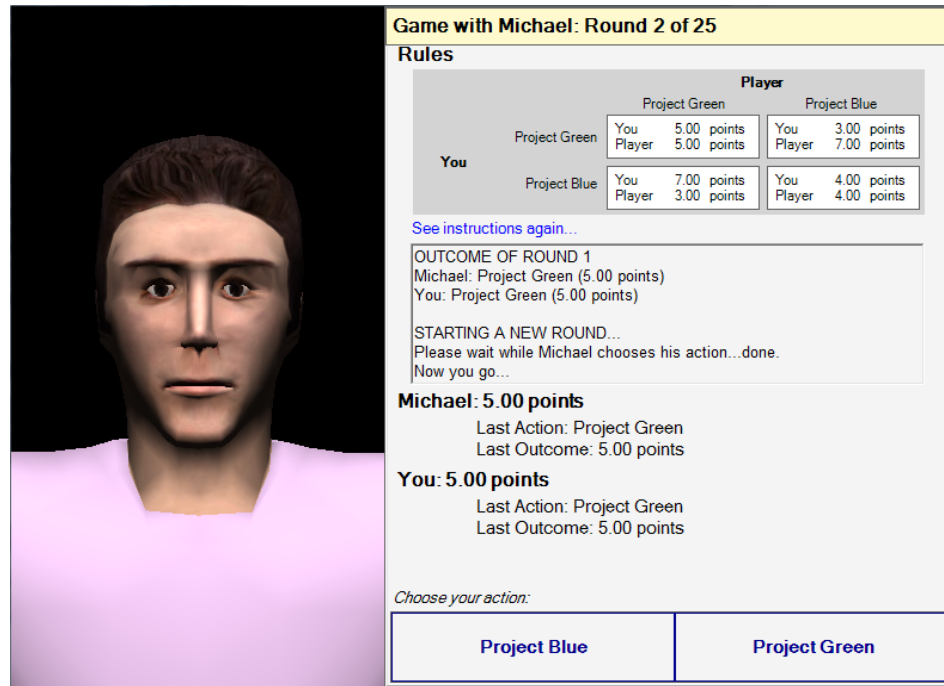 Game with Michael: Round 2 of 25
Rules
Player
Project Green Project Blue
You
Project Green
You 5.00 points
Player 5.00 points
You 3.00 points
Player 7.00 points
Project Blue
You 7.00 points
Player 3.00 points
You 4.00 points
Player 4.00 points
See instructions again...
OUTCOME OF ROUND 1
Michael: Project Green (5.00 points)
You: Project Green (5.00 points)
STARTING A NEW ROUND...
Please wait while Michael chooses his action...done.
Now you go...
Michael: 5.00 points
Last Action: Project Green
Last Outcome: 5.00 points
You: 5.00 points
Last Action: Project Green
Last Outcome: 5.00 points
Choose your action:
Project Blue
Project Green